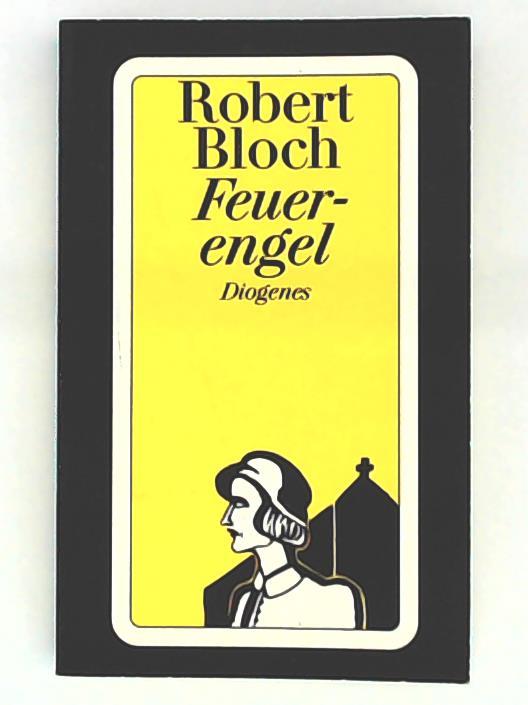 Robert
Bloch
Feuer-
engel
Diogenes